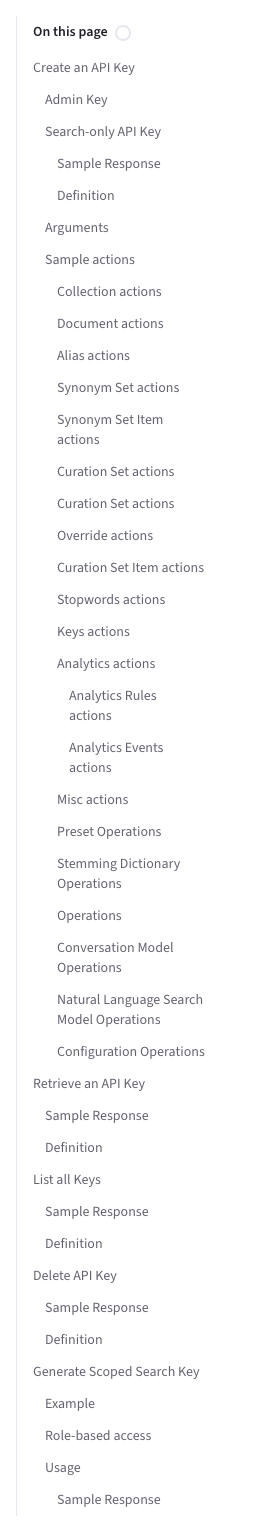 On this page
Create an API Key
Admin Key
Search-only API Key
Sample Response
Definition
Arguments
Sample actions
Collection actions
Document actions
Alias actions
Synonym Set actions
Synonym Set Item
actions
Curation Set actions
Curation Set actions
Override actions
Curation Set Item actions
Stopwords actions
Keys actions
Analytics actions
Analytics Rules
actions
Analytics Events
actions
Misc actions
Preset Operations
Stemming Dictionary
Operations
Operations
Conversation Model
Operations
Natural Language Search
Model Operations
Configuration Operations
Retrieve an API Key
Sample Response
Definition
List all Keys
Sample Response
Definition
Delete API Key
Sample Response
Definition
Generate Scoped Search Key
Example
Role-based access
Usage
Sample Response